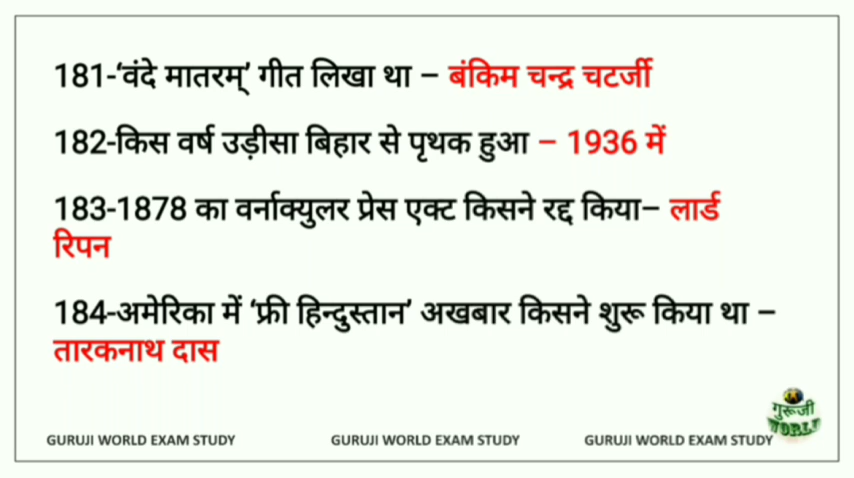 181-‘वंदे मातरम्’ गीत लिखा था – बंकिम चन्द्र चटर्जी
182-किस वर्ष उड़ीसा बिहार से पृथक हुआ – 1936 में
183-1878 का वर्नाक्युलर प्रेस एक्ट किसने रद्द किया– लार्ड
रिपन
184-अमेरिका में ‘फ्री हिन्दुस्तान’ अखबार किसने शुरू किया था –
तारकनाथ दास
गुरूजी
WORLD
GURUJI WORLD EXAM STUDY GURUJI WORLD EXAM STUDY GURUJI WORLD EXAM STUDY